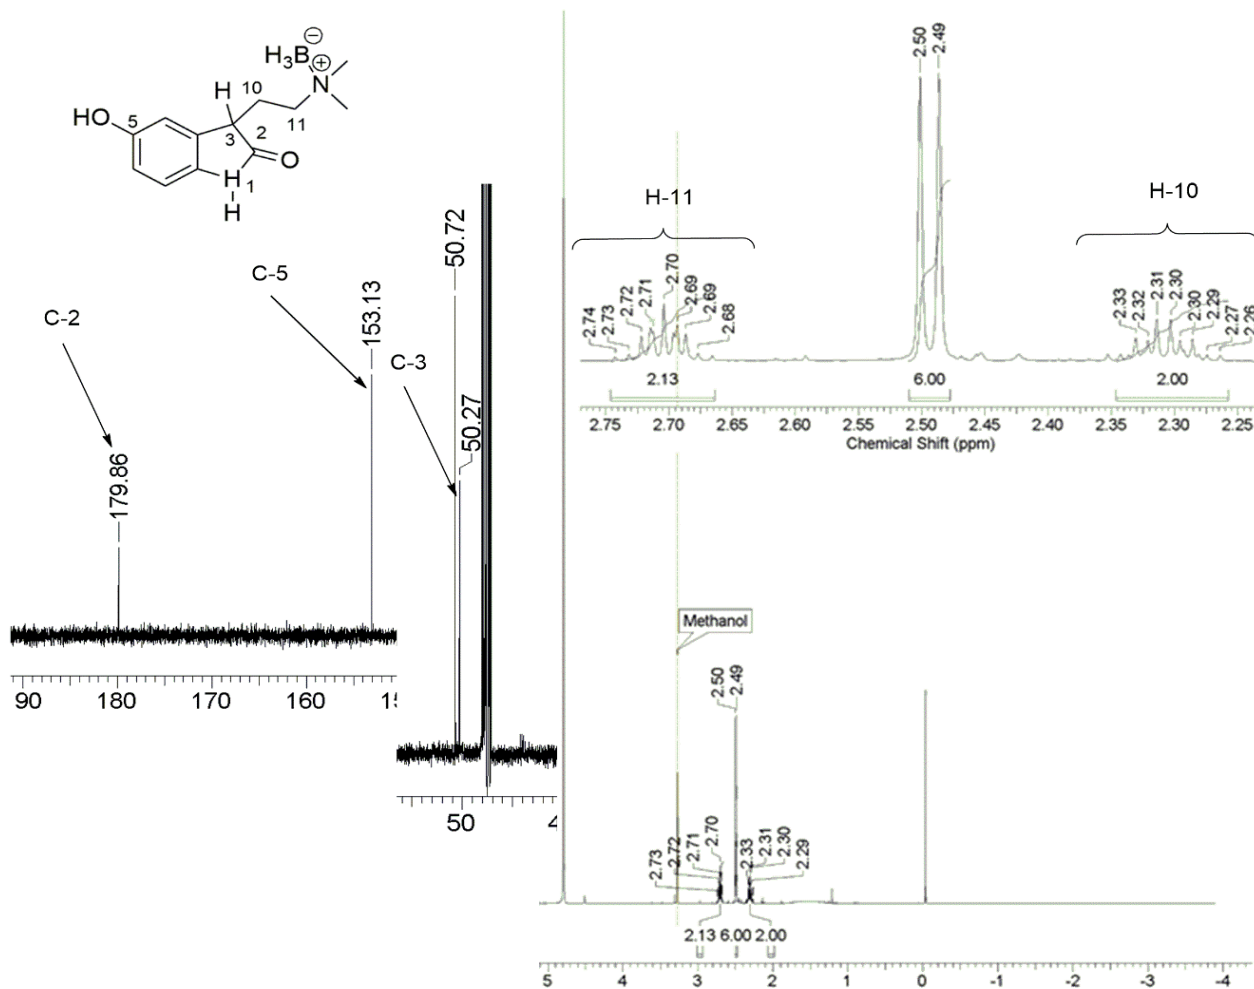 H₃B⊖
⊕
N
H 10
11
HO 5
3 2
O
H 1
H
C-2
179.86
C-5
153.13
C-3
50.72
50.27
90 180 170 160 15
50 4
2.50
2.49
H-11
H-10
2.74
2.73
2.72
2.71
2.70
2.69
2.69
2.68
2.33
2.32
2.31
2.30
2.30
2.29
2.27
2.26
2.13 6.00 2.00
2.75 2.70 2.65 2.60 2.55 2.50 2.45 2.40 2.35 2.30 2.25
Chemical Shift (ppm)
Methanol
2.50
2.49
2.73
2.72
2.71
2.70
2.33
2.31
2.30
2.29
2.13 6.00 2.00
5 4 3 2 1 0 -1 -2 -3 -4